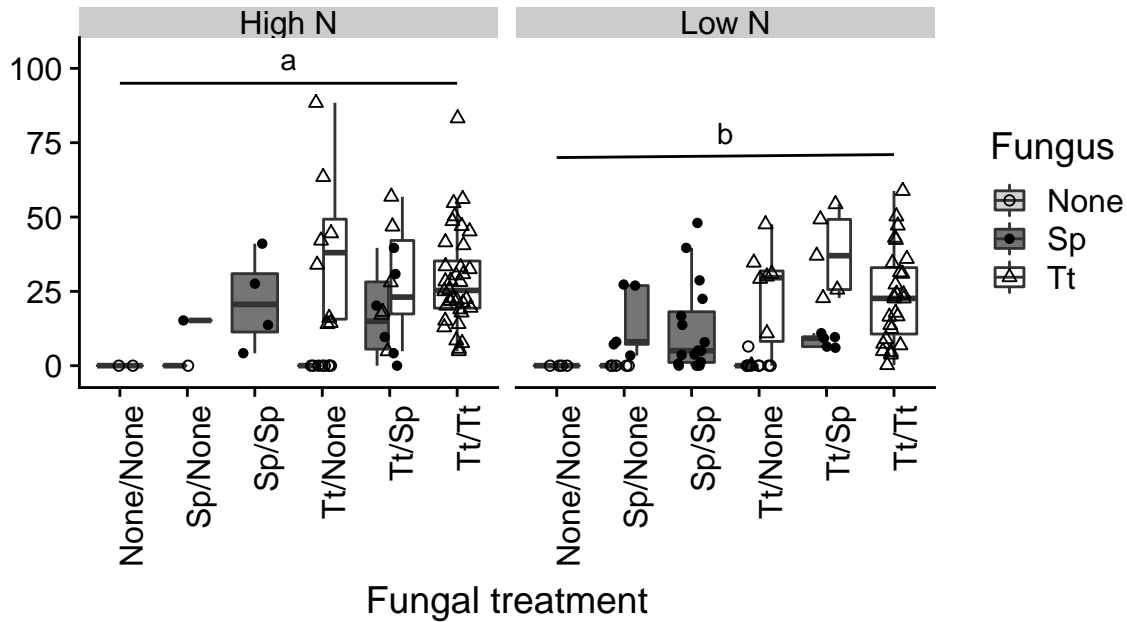 High N
Low N
100
75
50
25
0
a
b
None/None
Sp/None
Sp/Sp
Tt/None
Tt/Sp
Tt/Tt
None/None
Sp/None
Sp/Sp
Tt/None
Tt/Sp
Tt/Tt
Fungal treatment
Fungus
None
Sp
Tt